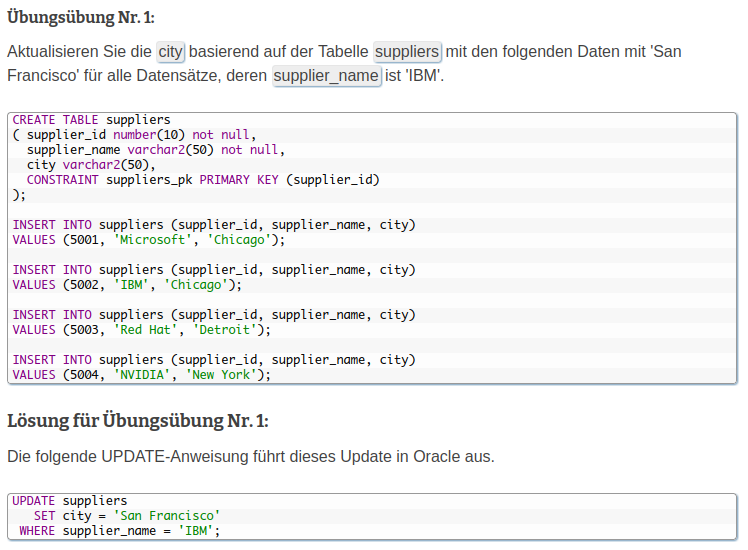 Übungsübung Nr. 1:
Aktualisieren Sie die city basierend auf der Tabelle suppliers mit den folgenden Daten mit 'San
Francisco' für alle Datensätze, deren supplier_name ist 'IBM'.
CREATE TABLE suppliers
( supplier_id number(10) not null,
  supplier_name varchar2(50) not null,
  city varchar2(50),
  CONSTRAINT suppliers_pk PRIMARY KEY (supplier_id)
);
INSERT INTO suppliers (supplier_id, supplier_name, city)
VALUES (5001, 'Microsoft', 'Chicago');
INSERT INTO suppliers (supplier_id, supplier_name, city)
VALUES (5002, 'IBM', 'Chicago');
INSERT INTO suppliers (supplier_id, supplier_name, city)
VALUES (5003, 'Red Hat', 'Detroit');
INSERT INTO suppliers (supplier_id, supplier_name, city)
VALUES (5004, 'NVIDIA', 'New York');
Lösung für Übungsübung Nr. 1:
Die folgende UPDATE-Anweisung führt dieses Update in Oracle aus.
UPDATE suppliers
   SET city = 'San Francisco'
 WHERE supplier_name = 'IBM';